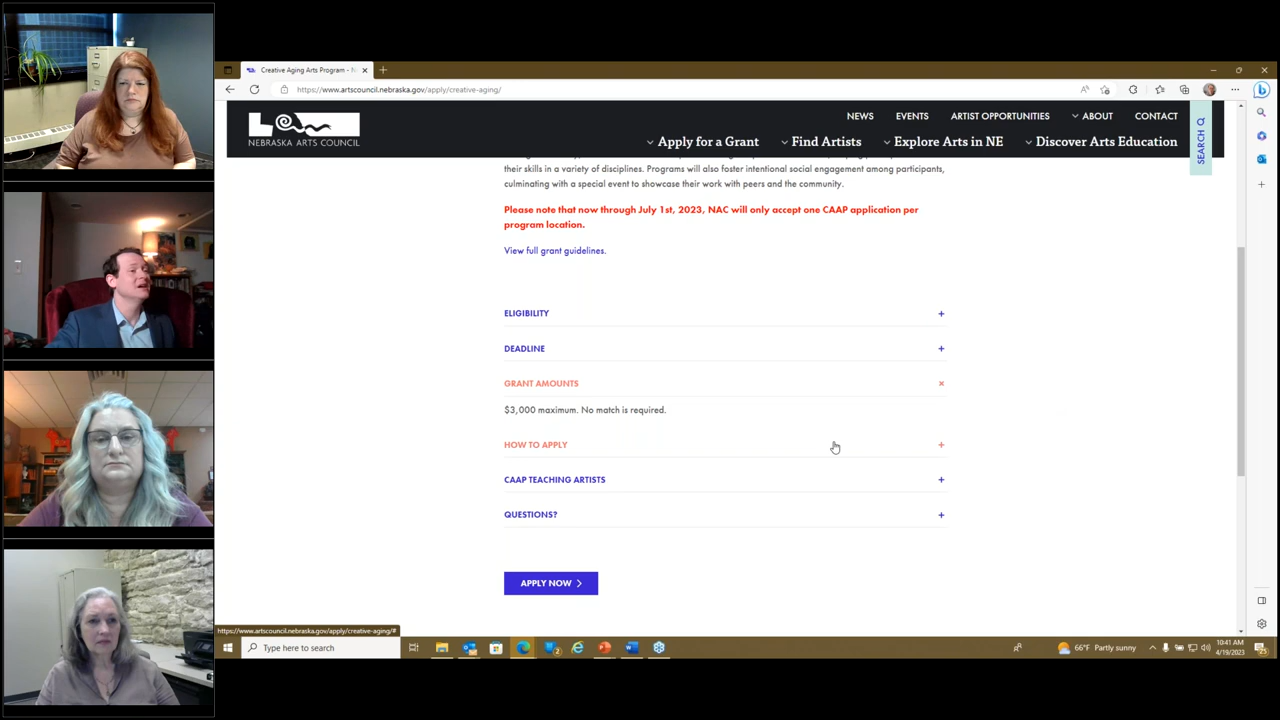 Creative Aging Arts Program - N
https://www.artscouncil.nebraska.gov/apply/creative-aging/
NEBRASKA ARTS COUNCIL
NEWS EVENTS ARTIST OPPORTUNITIES ABOUT CONTACT
Apply for a Grant Find Artists Explore Arts in NE Discover Arts Education
SEARCH
their skills in a variety of disciplines. Programs will also foster intentional social engagement among participants,
culminating with a special event to showcase their work with peers and the community.
Please note that now through July 1st, 2023, NAC will only accept one CAAP application per
program location.
View full grant guidelines.
ELIGIBILITY +
DEADLINE +
GRANT AMOUNTS ×
$3,000 maximum. No match is required.
HOW TO APPLY +
CAAP TEACHING ARTISTS +
QUESTIONS? +
APPLY NOW >
https://www.artscouncil.nebraska.gov/apply/creative-aging/#
Type here to search
66°F Partly sunny
10:41 AM
4/19/2023